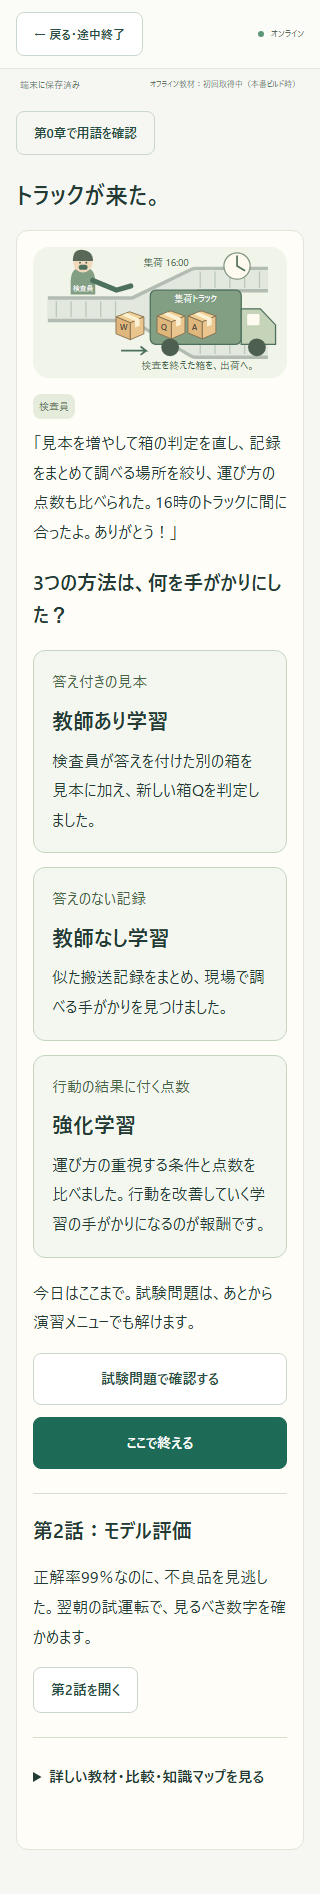 ← 戻る・途中終了
オンライン
端末に保存済み
オフライン教材：初回取得中（本番ビルド時）
第0章で用語を確認
トラックが来た。
検査員
集荷 16:00
集荷トラック
W
Q
A
検査を終えた箱を、出荷へ。
検査員
「見本を増やして箱の判定を直し、記録
をまとめて調べる場所を絞り、運び方の
点数も比べられた。16時のトラックに間に
合ったよ。ありがとう！」
3つの方法は、何を手がかりにし
た？
答え付きの見本
教師あり学習
検査員が答えを付けた別の箱を
見本に加え、新しい箱Qを判定し
ました。
答えのない記録
教師なし学習
似た搬送記録をまとめ、現場で調
べる手がかりを見つけました。
行動の結果に付く点数
強化学習
運び方の重視する条件と点数を
比べました。行動を改善していく学
習の手がかりになるのが報酬です。
今日はここまで。試験問題は、あとから
演習メニューでも解けます。
試験問題で確認する
ここで終える
第2話：モデル評価
正解率99％なのに、不良品を見逃し
た。翌朝の試運転で、見るべき数字を確
かめます。
第2話を開く
▶ 詳しい教材・比較・知識マップを見る